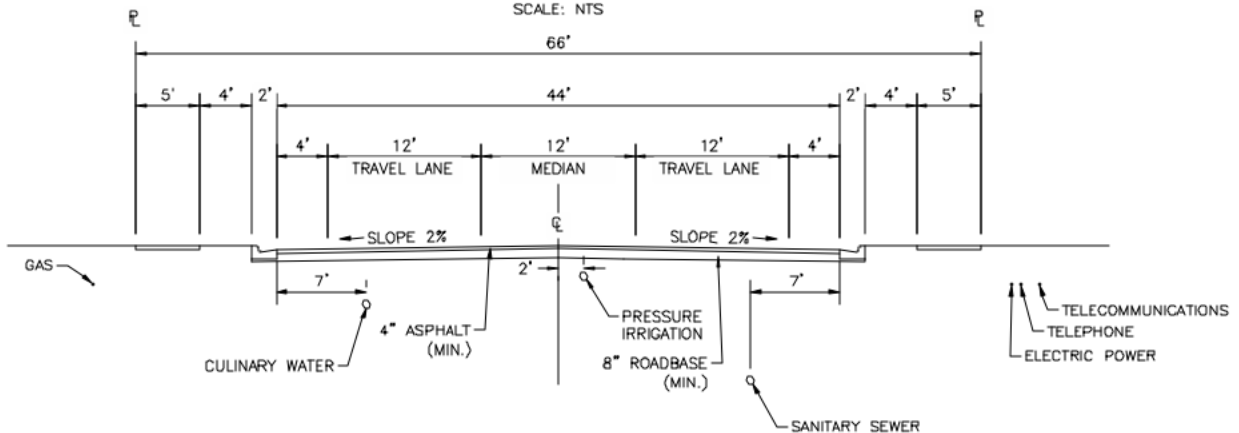 SCALE: NTS
℄ ℄
66'
5' 4' 2' 44' 2' 4' 5'
4' 12' 12' 12' 4'
TRAVEL LANE MEDIAN TRAVEL LANE
℄
SLOPE 2% SLOPE 2%
GAS
2'
7' 7'
PRESSURE
IRRIGATION
4" ASPHALT
(MIN.)
CULINARY WATER
8" ROADBASE
(MIN.)
TELECOMMUNICATIONS
TELEPHONE
ELECTRIC POWER
SANITARY SEWER